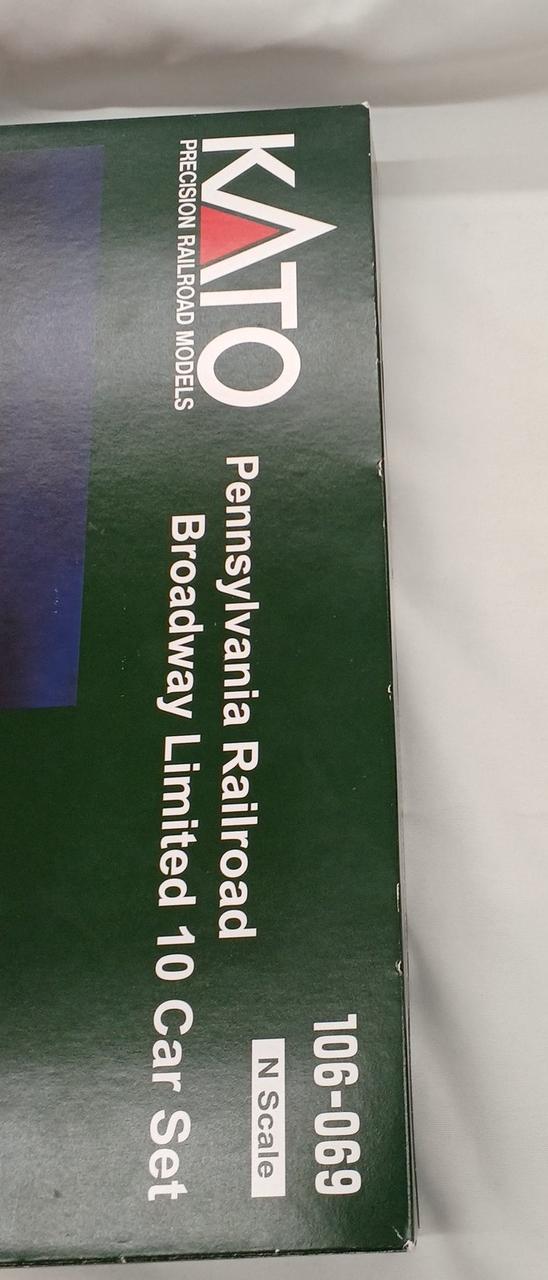 KATO
PRECISION RAILROAD MODELS
106-069
N Scale
Pennsylvania Railroad
Broadway Limited 10 Car Set